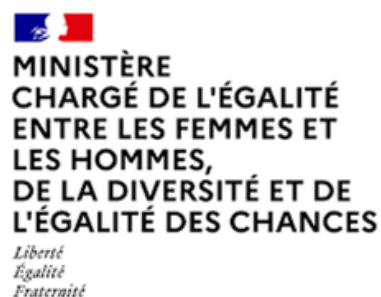 MINISTÈRE
CHARGÉ DE L'ÉGALITÉ
ENTRE LES FEMMES ET
LES HOMMES,
DE LA DIVERSITÉ ET DE
L'ÉGALITÉ DES CHANCES
Liberté
Égalité
Fraternité